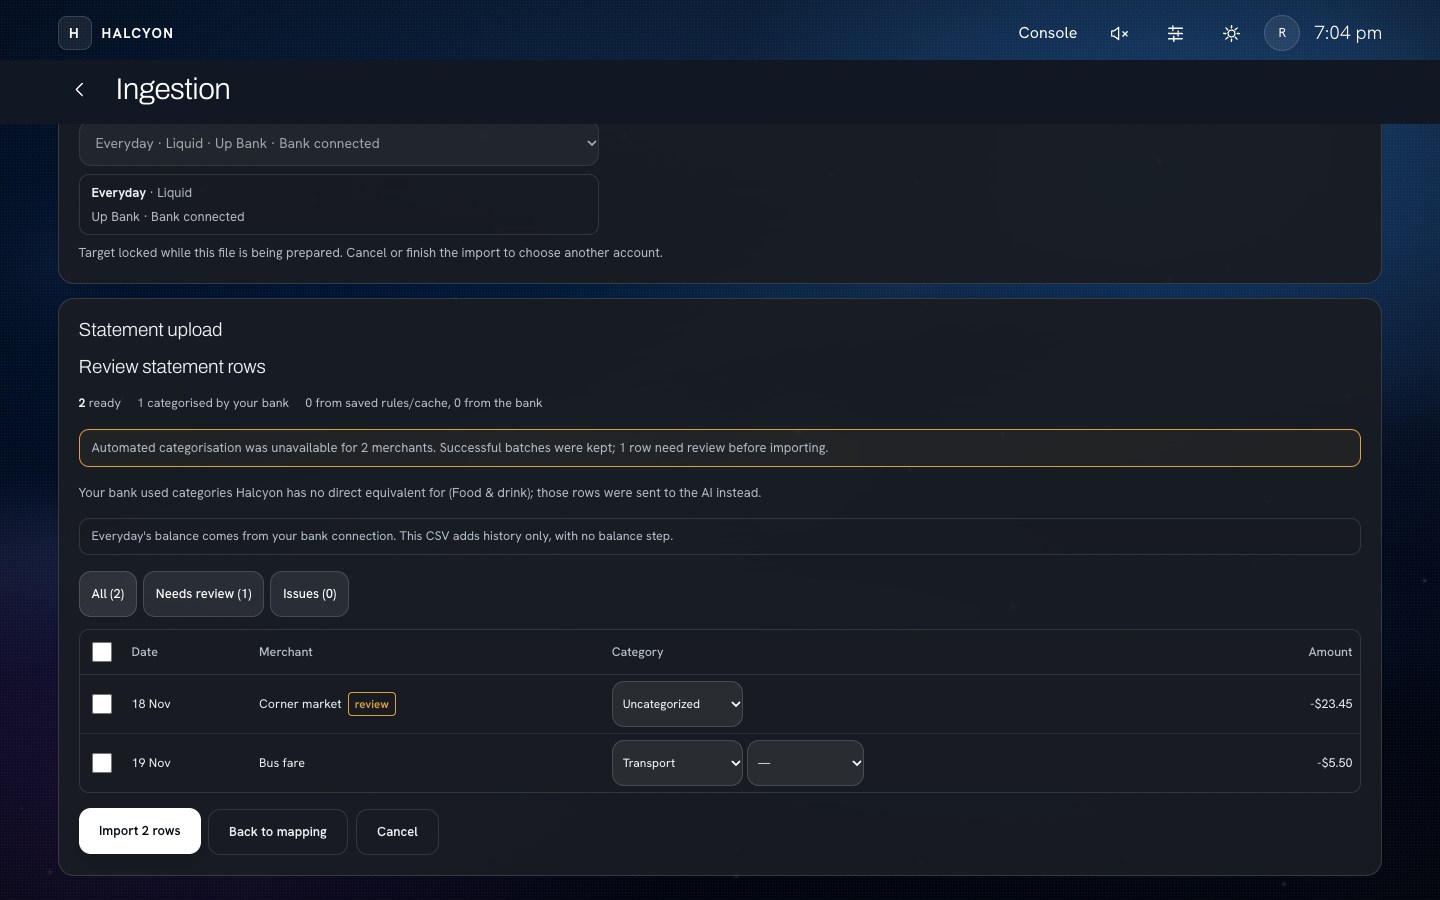 H HALCYON Console R 7:04 pm
Ingestion
Everyday · Liquid · Up Bank · Bank connected
Everyday · Liquid
Up Bank · Bank connected
Target locked while this file is being prepared. Cancel or finish the import to choose another account.
Statement upload
Review statement rows
2 ready 1 categorised by your bank 0 from saved rules/cache, 0 from the bank
Automated categorisation was unavailable for 2 merchants. Successful batches were kept; 1 row need review before importing.
Your bank used categories Halcyon has no direct equivalent for (Food & drink); those rows were sent to the AI instead.
Everyday's balance comes from your bank connection. This CSV adds history only, with no balance step.
All (2) Needs review (1) Issues (0)
Date Merchant Category Amount
18 Nov Corner market review Uncategorized -$23.45
19 Nov Bus fare Transport — -$5.50
Import 2 rows Back to mapping Cancel